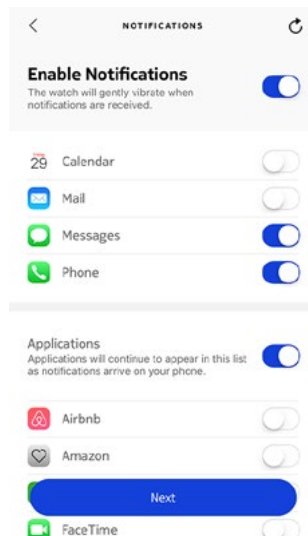 NOTIFICATIONS
Enable Notifications
The watch will gently vibrate when
notifications are received.
29 Calendar
Mail
Messages
Phone
Applications
Applications will continue to appear in this list
as notifications arrive on your phone.
Airbnb
Amazon
Next
FaceTime